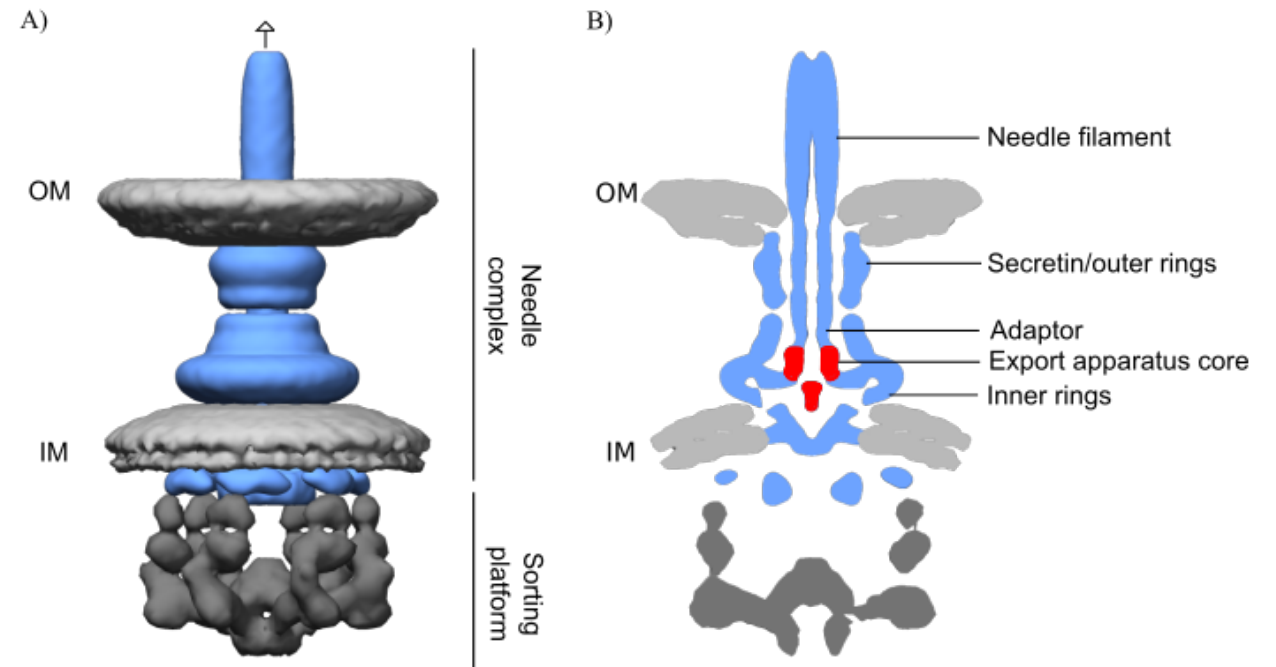 A)
OM
IM
Needle
complex
Sorting
platform
B)
OM
IM
Needle filament
Secretin/outer rings
Adaptor
Export apparatus core
Inner rings